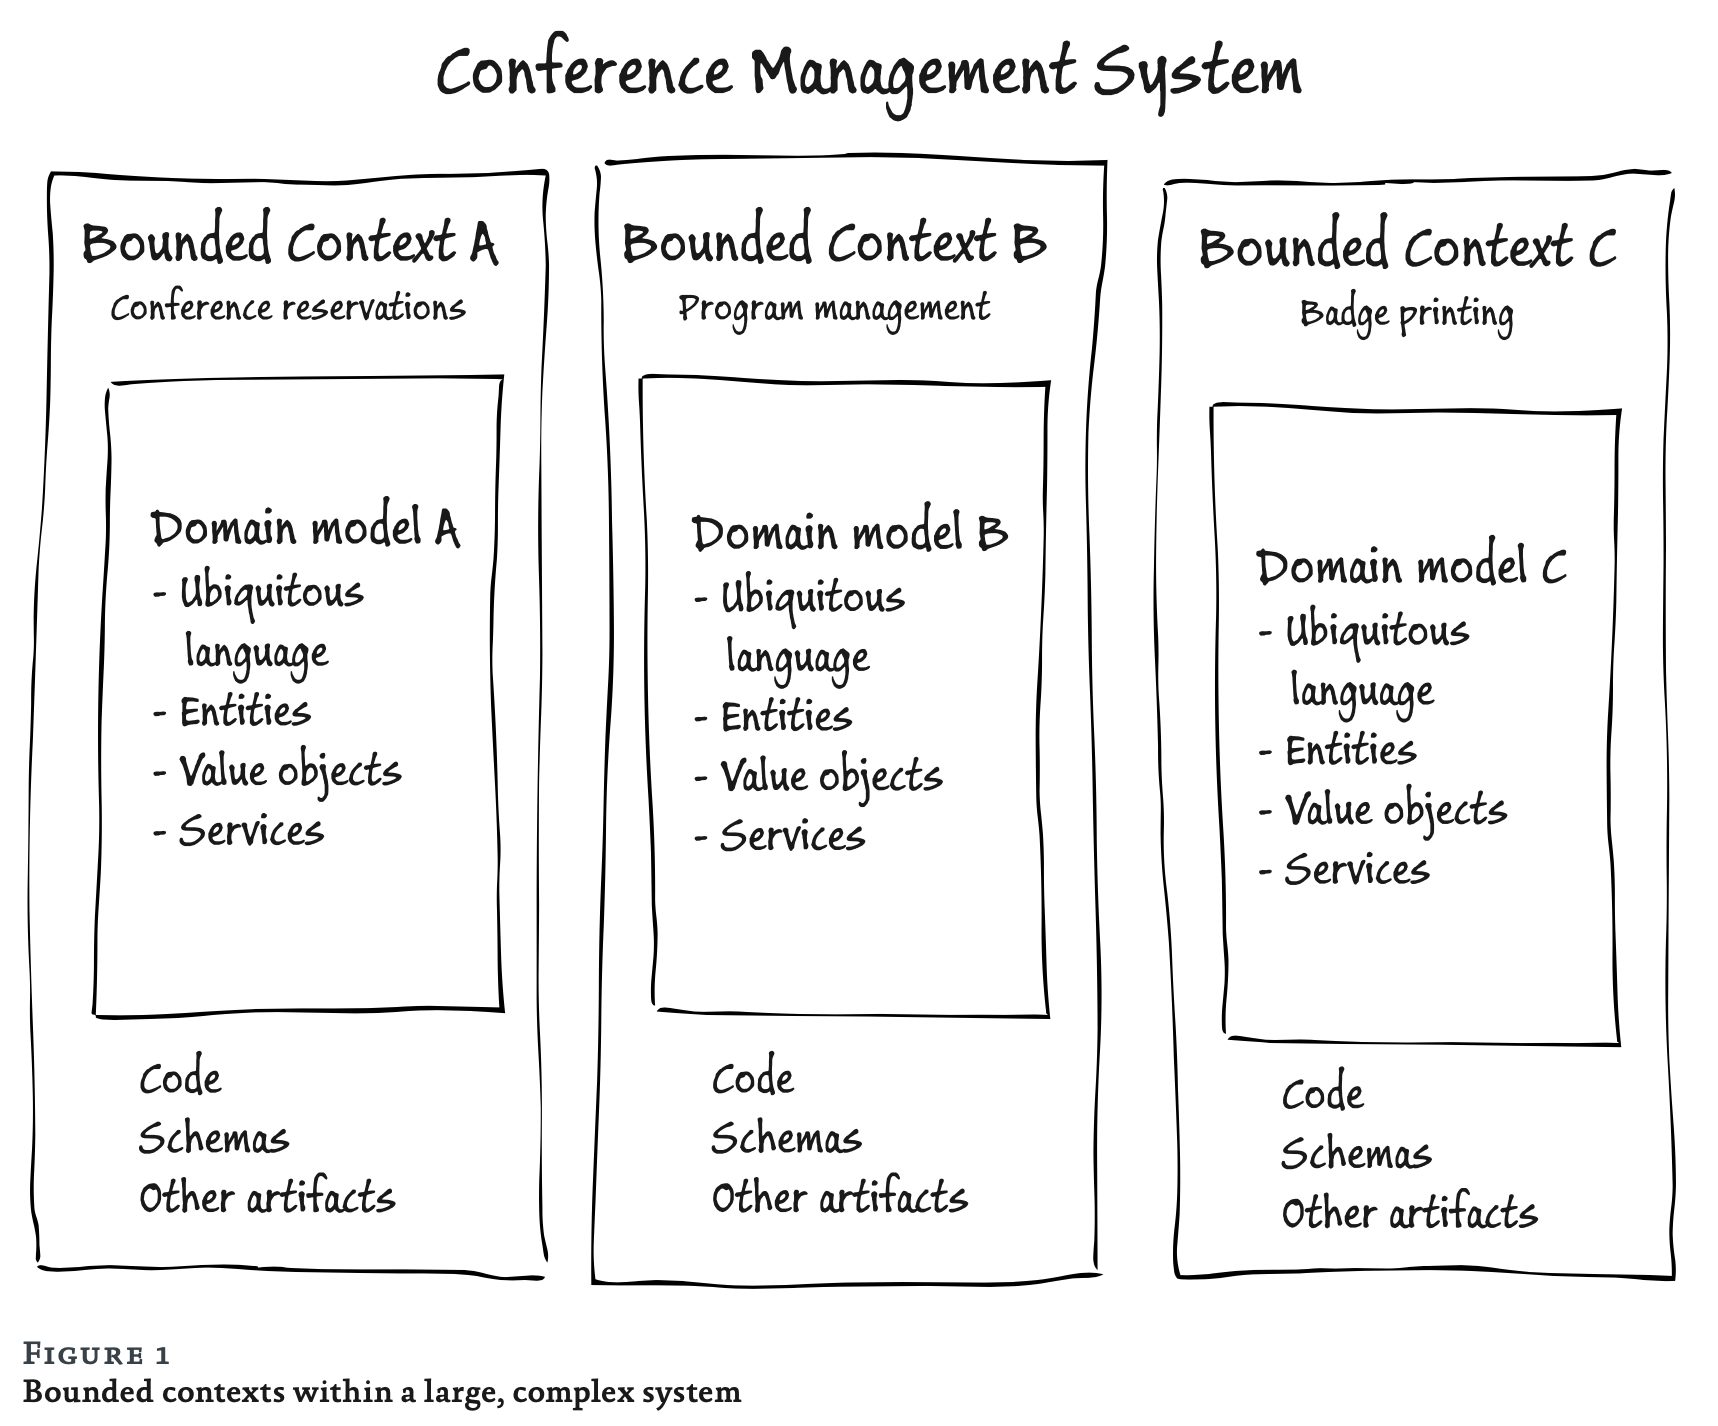 Conference Management System
Bounded Context A
Conference reservations
Domain model A
- Ubiquitous
language
- Entities
- Value objects
- Services
Code
Schemas
Other artifacts
Bounded Context B
Program management
Domain model B
- Ubiquitous
language
- Entities
- Value objects
- Services
Code
Schemas
Other artifacts
Bounded Context C
Badge printing
Domain model C
- Ubiquitous
language
- Entities
- Value objects
- Services
Code
Schemas
Other artifacts
Figure 1
Bounded contexts within a large, complex system